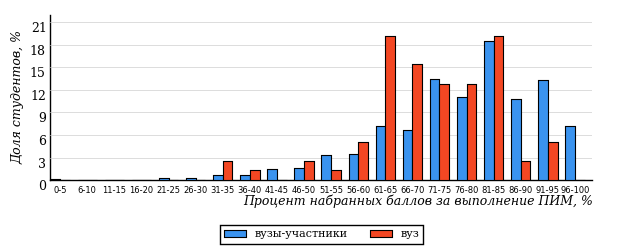 Доля студентов, %
21
18
15
12
9
6
3
0
0-5 6-10 11-15 16-20 21-25 26-30 31-35 36-40 41-45 46-50 51-55 56-60 61-65 66-70 71-75 76-80 81-85 86-90 91-95 96-100
Процент набранных баллов за выполнение ПИМ, %
вузы-участники вуз